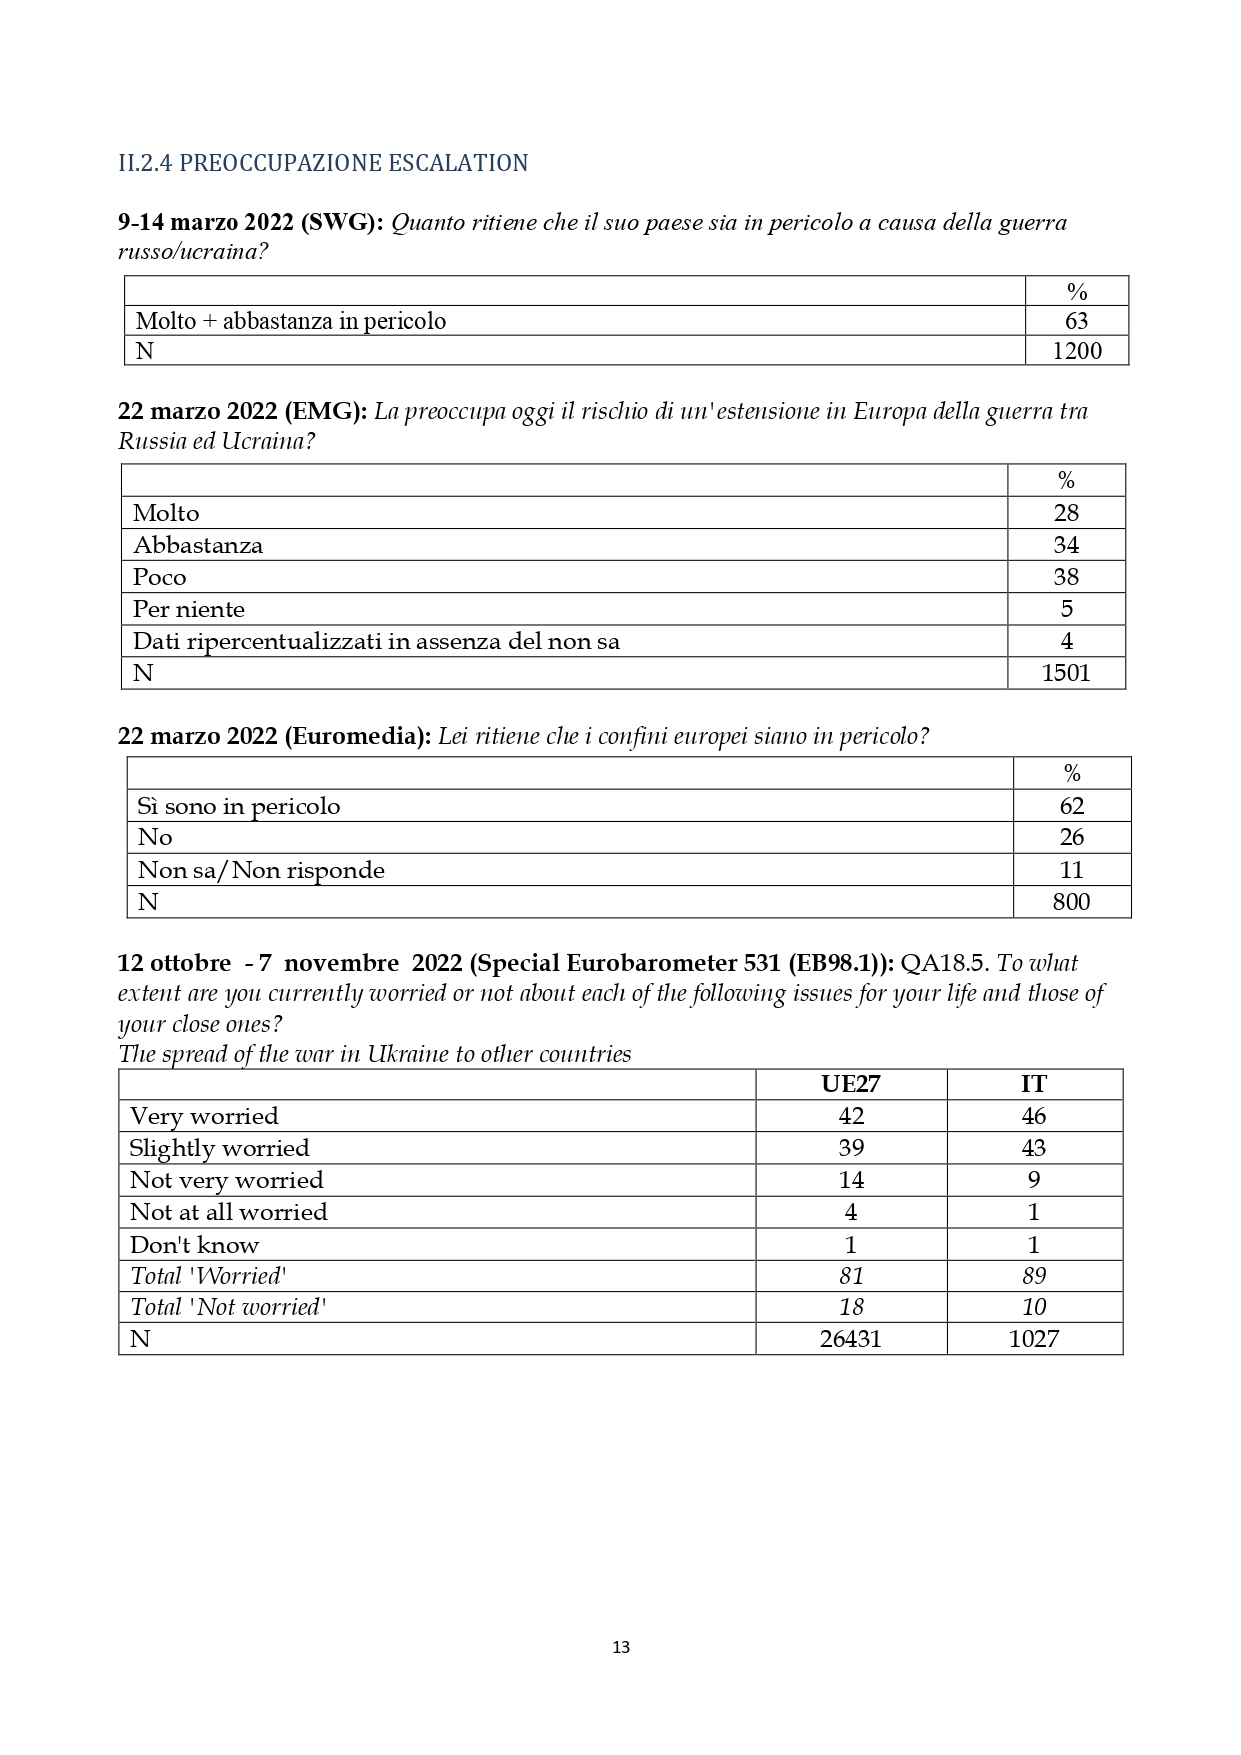 II.2.4 PREOCCUPAZIONE ESCALATION
9-14 marzo 2022 (SWG): Quanto ritiene che il suo paese sia in pericolo a causa della guerra
russo/ucraina?
%
Molto + abbastanza in pericolo 63
N 1200
22 marzo 2022 (EMG): La preoccupa oggi il rischio di un'estensione in Europa della guerra tra
Russia ed Ucraina?
%
Molto 28
Abbastanza 34
Poco 38
Per niente 5
Dati ripercentualizzati in assenza del non sa 4
N 1501
22 marzo 2022 (Euromedia): Lei ritiene che i confini europei siano in pericolo?
%
Sì sono in pericolo 62
No 26
Non sa/Non risponde 11
N 800
12 ottobre - 7 novembre 2022 (Special Eurobarometer 531 (EB98.1)): QA18.5. To what
extent are you currently worried or not about each of the following issues for your life and those of
your close ones?
The spread of the war in Ukraine to other countries
UE27 IT
Very worried 42 46
Slightly worried 39 43
Not very worried 14 9
Not at all worried 4 1
Don't know 1 1
Total 'Worried' 81 89
Total 'Not worried' 18 10
N 26431 1027
13